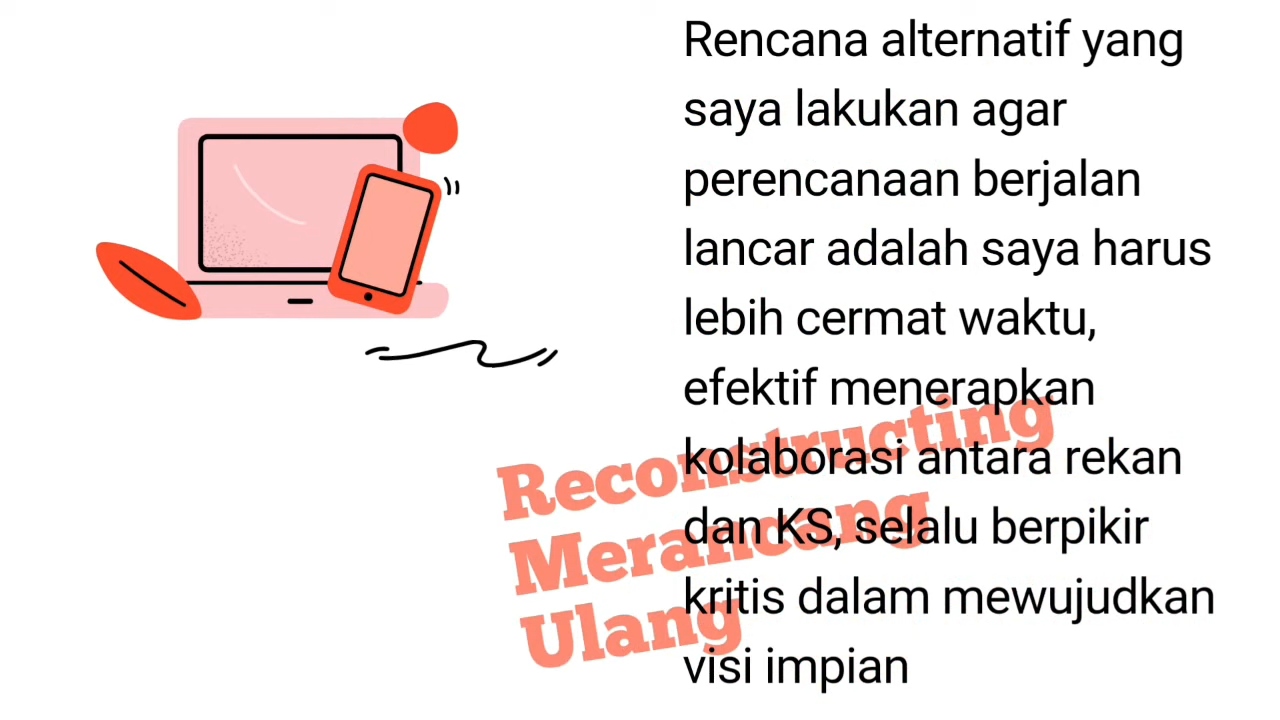 Rencana alternatif yang
saya lakukan agar
perencanaan berjalan
lancar adalah saya harus
lebih cermat waktu,
efektif menerapkan
kolaborasi antara rekan
dan KS, selalu berpikir
kritis dalam mewujudkan
visi impian
Reconstructing
Merancang
Ulang